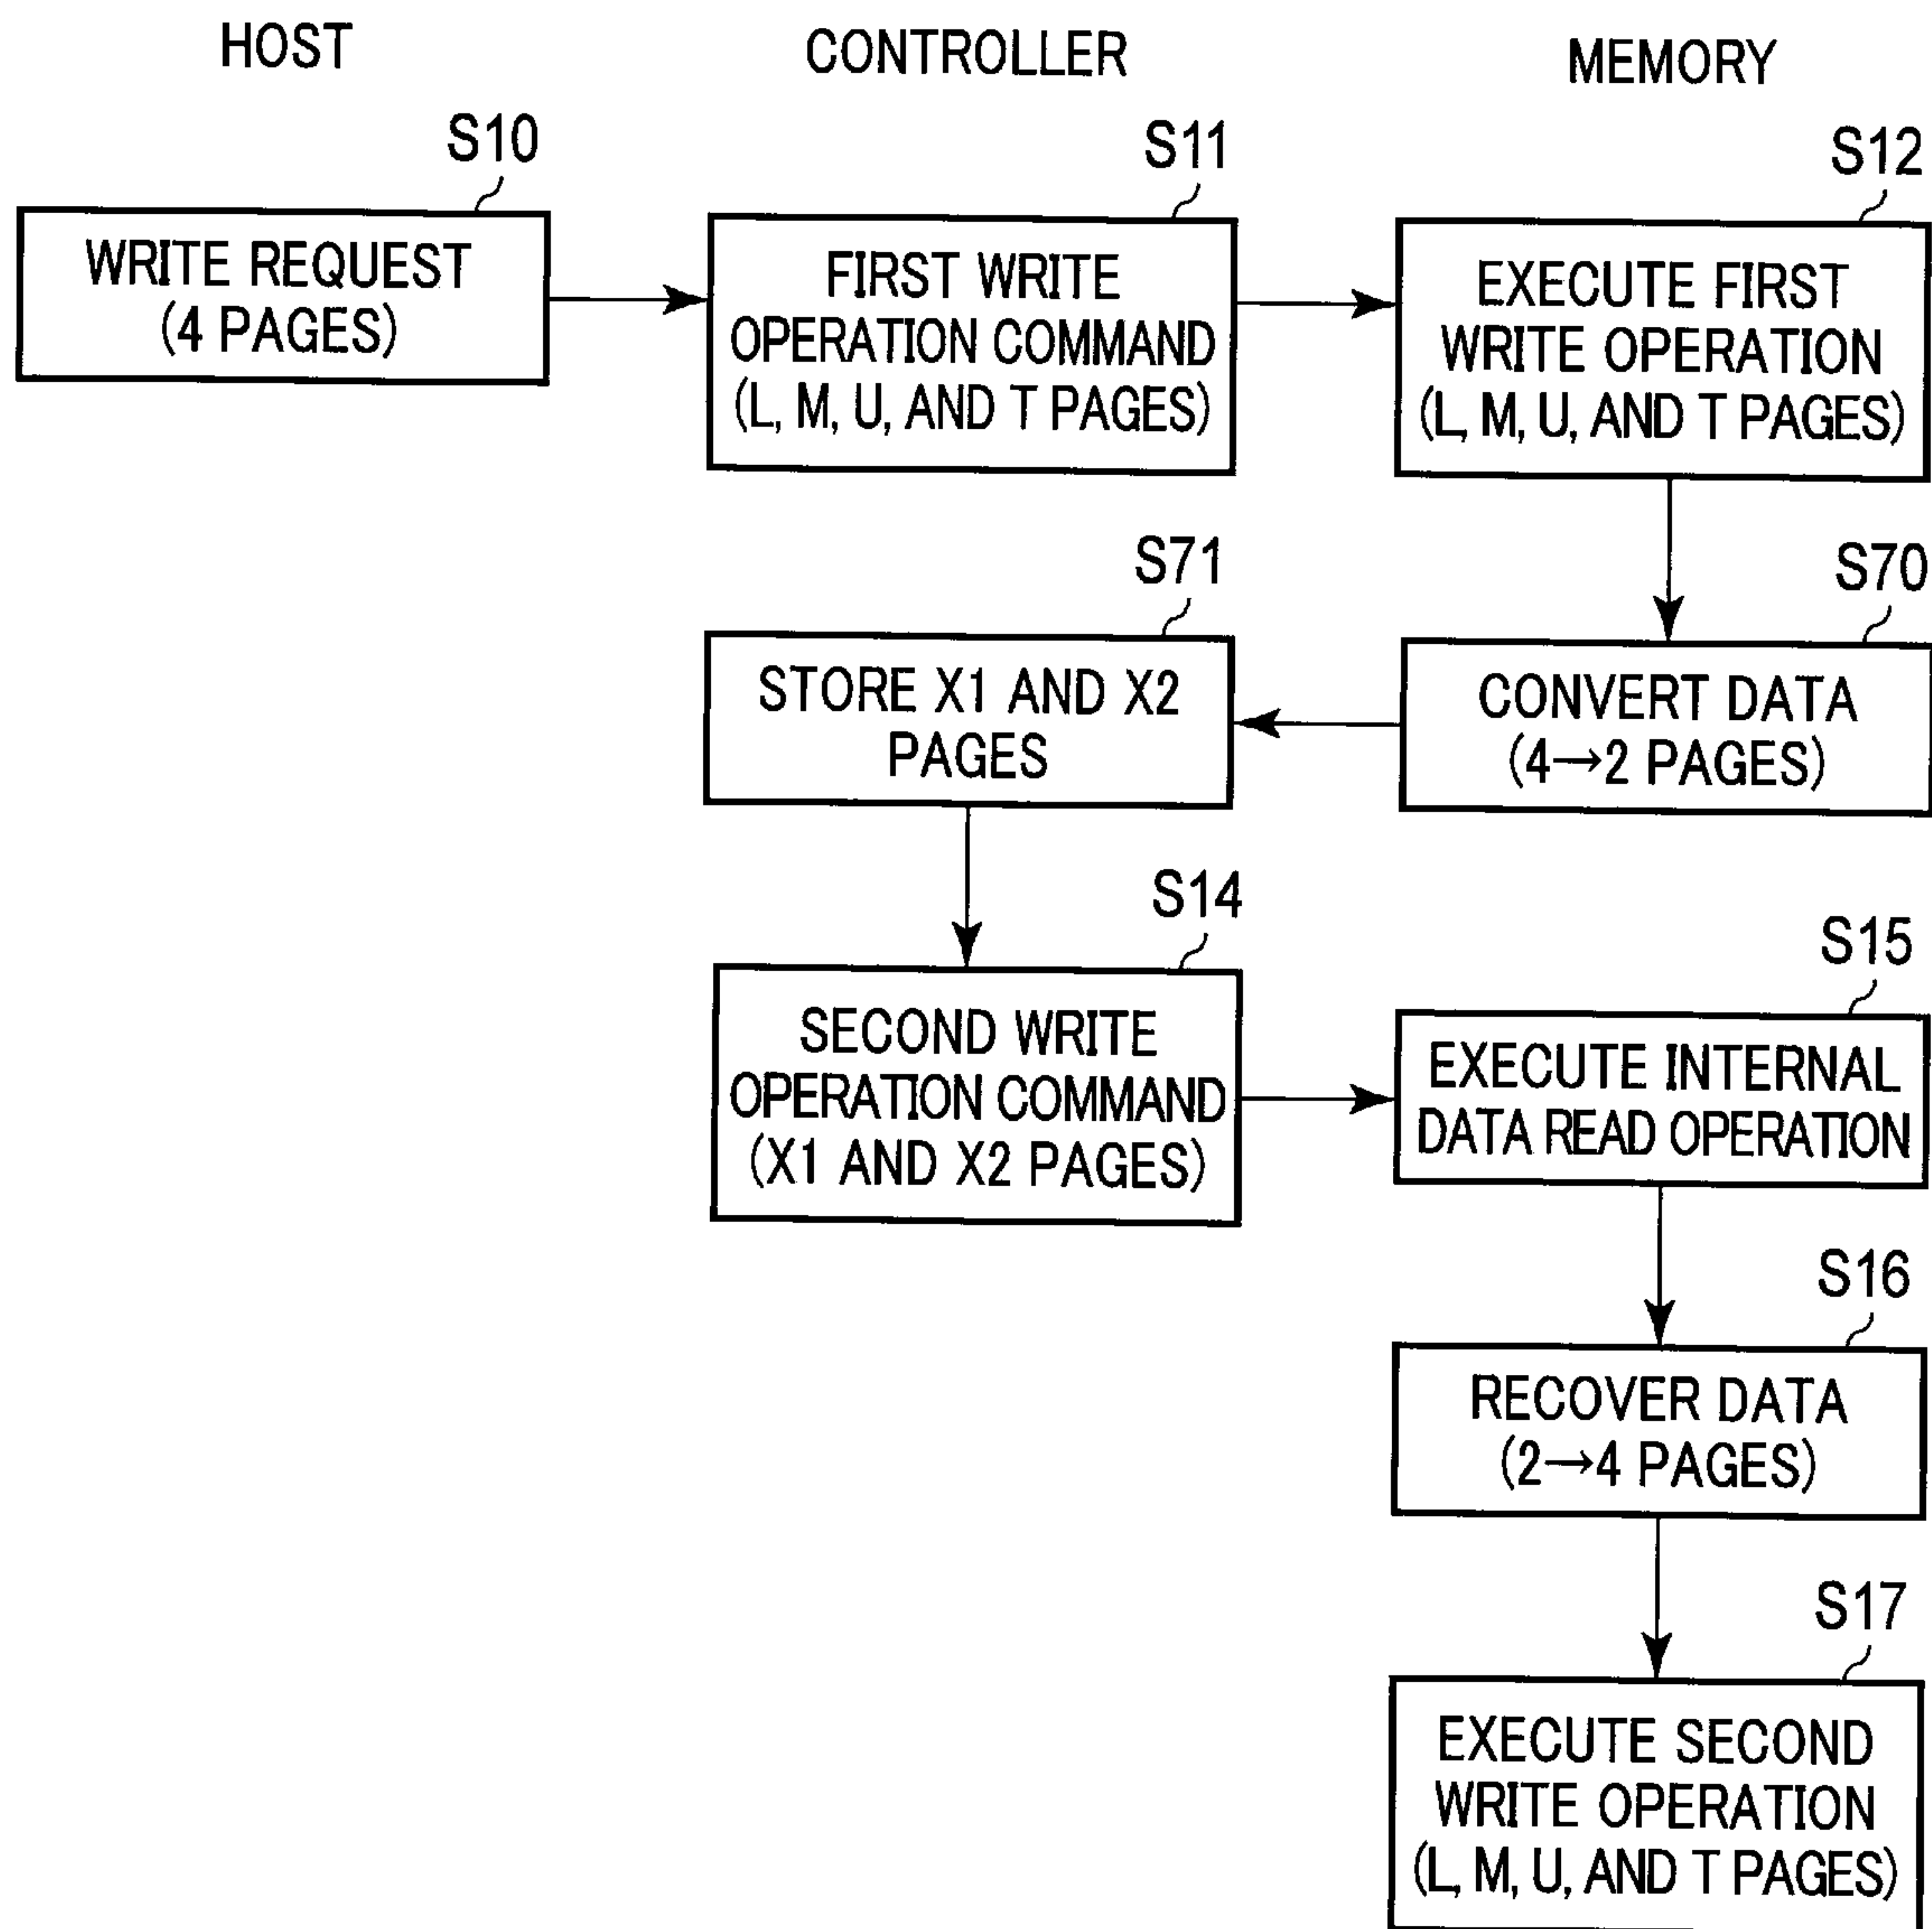 HOST
CONTROLLER
MEMORY
S10
WRITE REQUEST
(4 PAGES)
S11
FIRST WRITE
OPERATION COMMAND
(L, M, U, AND T PAGES)
S12
EXECUTE FIRST
WRITE OPERATION
(L, M, U, AND T PAGES)
S70
CONVERT DATA
(4→2 PAGES)
S71
STORE X1 AND X2
PAGES
S14
SECOND WRITE
OPERATION COMMAND
(X1 AND X2 PAGES)
S15
EXECUTE INTERNAL
DATA READ OPERATION
S16
RECOVER DATA
(2→4 PAGES)
S17
EXECUTE SECOND
WRITE OPERATION
(L, M, U, AND T PAGES)